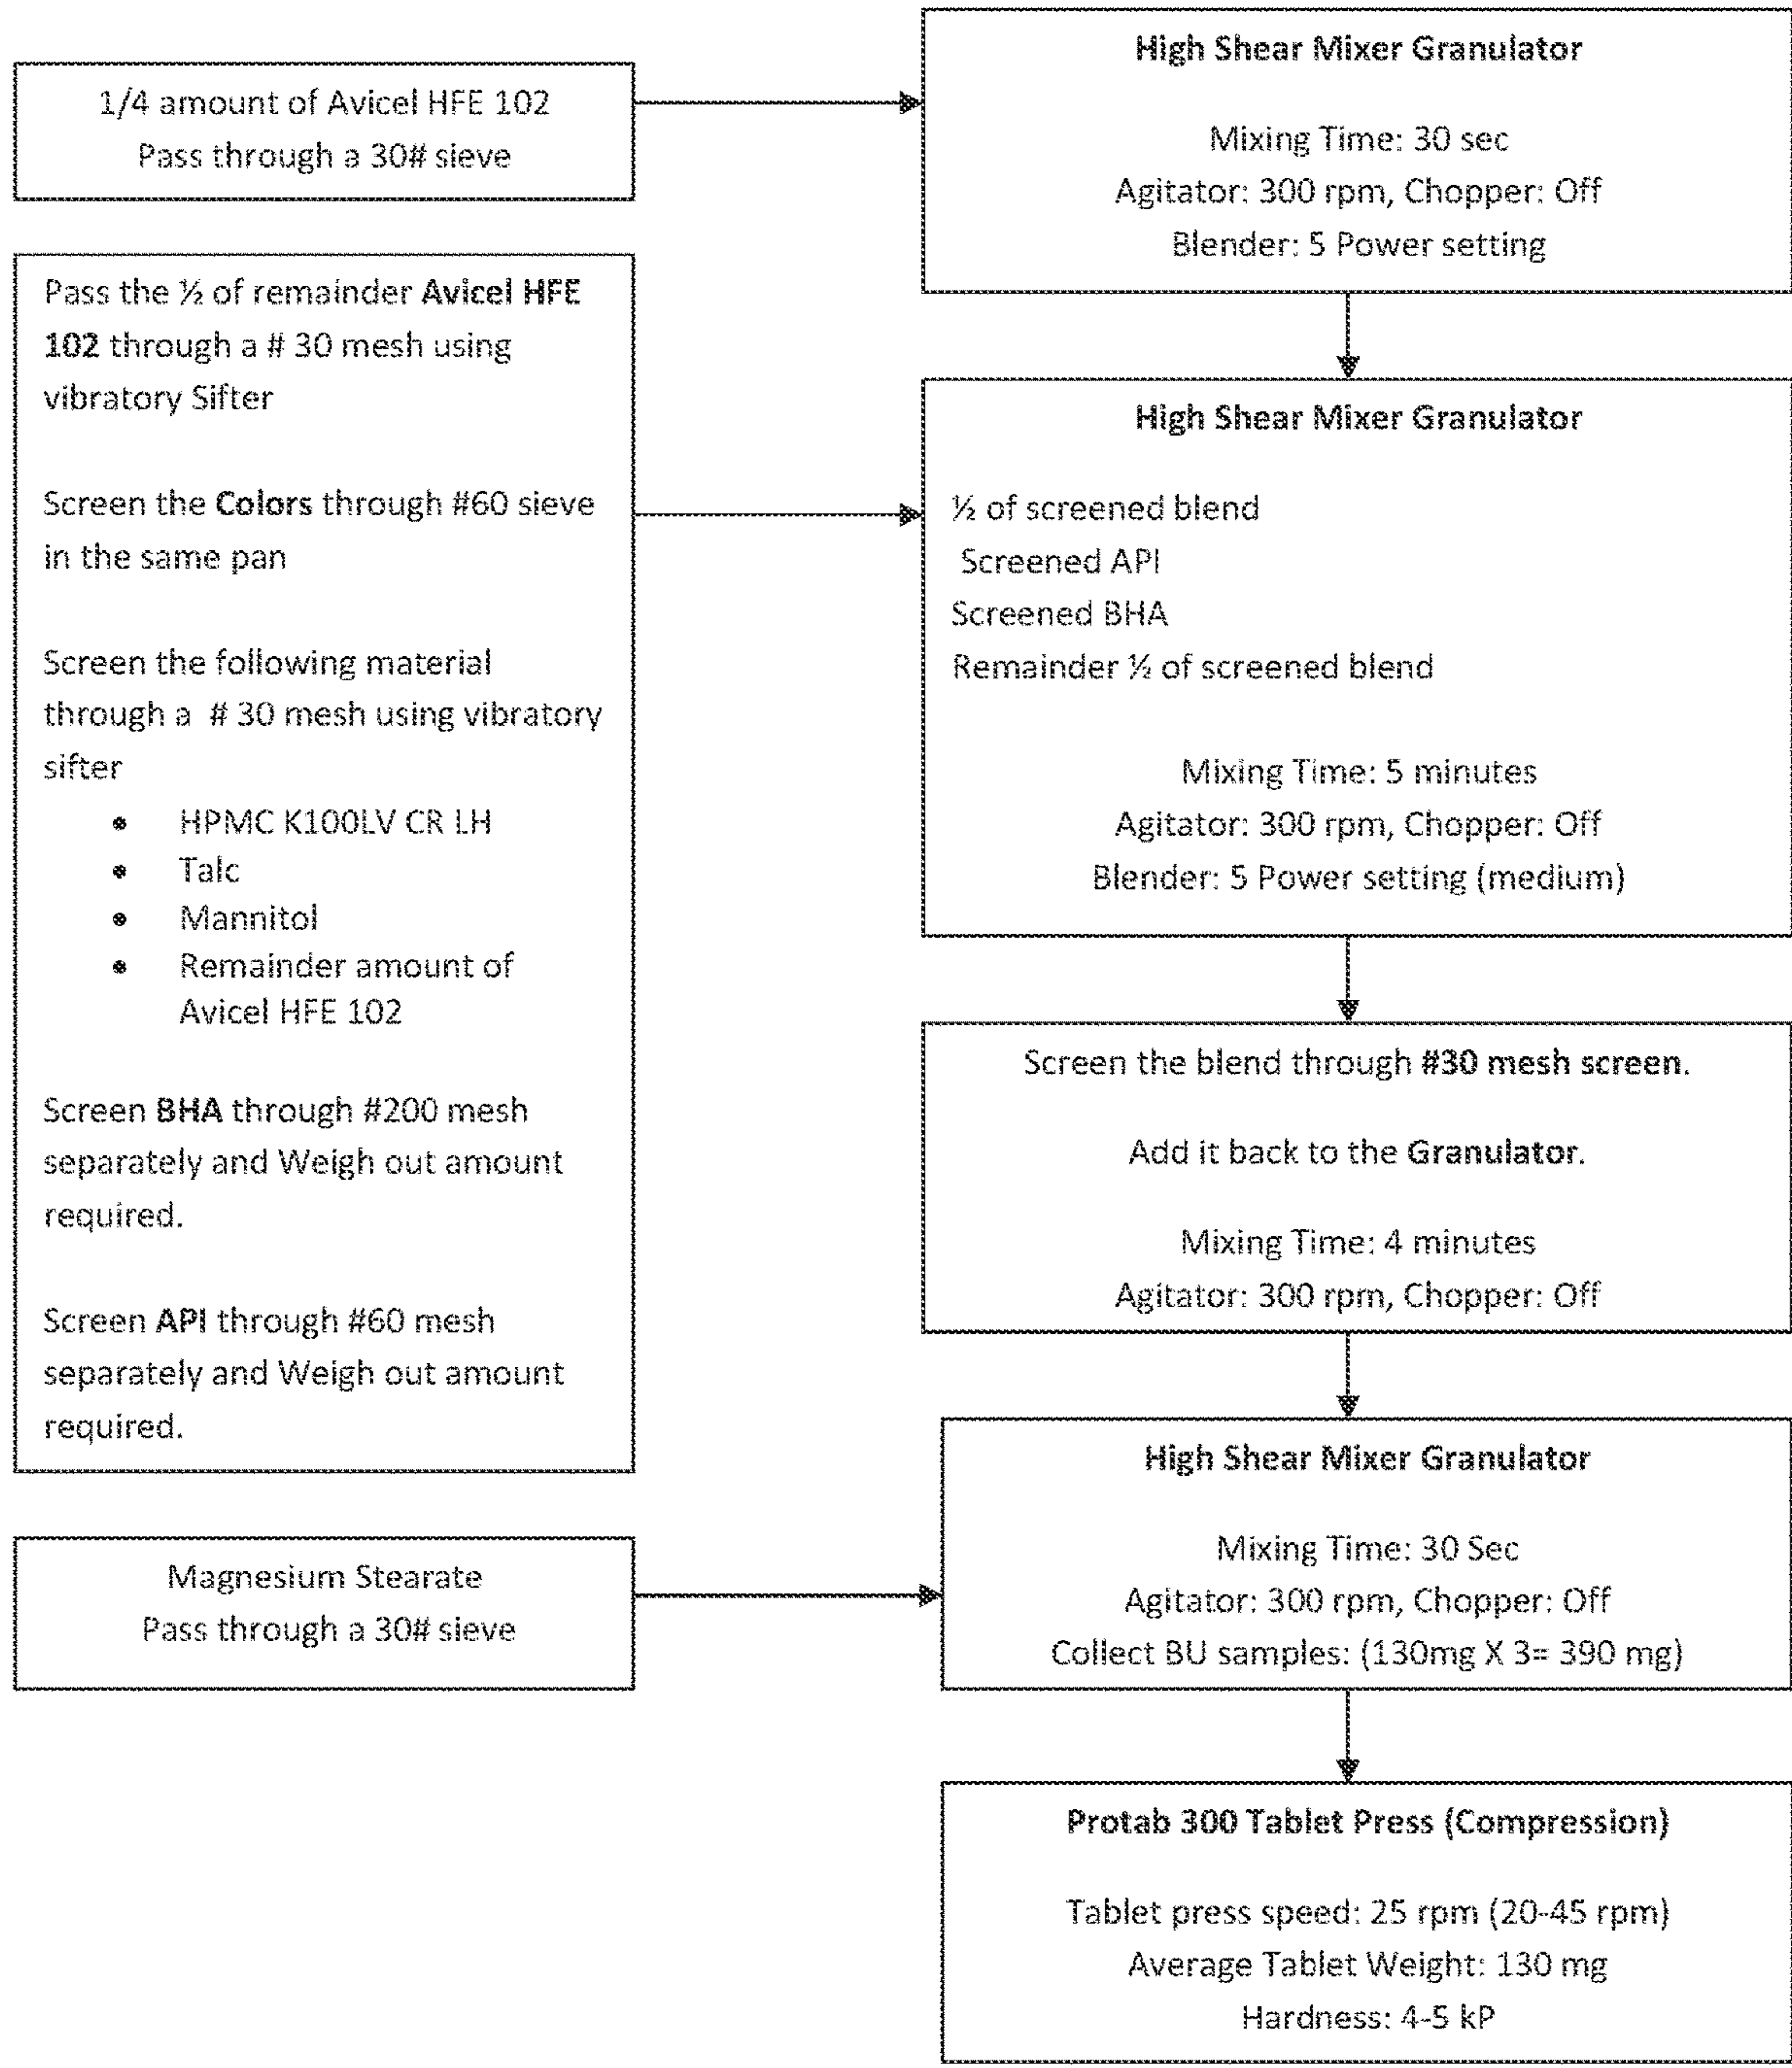 1/4 amount of Avicel HFE 102
Pass through a 30# sieve
High Shear Mixer Granulator
Mixing Time: 30 sec
Agitator: 300 rpm, Chopper: Off
Blender: 5 Power setting
Pass the ½ of remainder Avicel HFE
102 through a # 30 mesh using
vibratory Sifter
Screen the Colors through #60 sieve
in the same pan
Screen the following material
through a # 30 mesh using vibratory
sifter
• HPMC K100LV CR LH
• Talc
• Mannitol
• Remainder amount of
Avicel HFE 102
Screen BHA through #200 mesh
separately and Weigh out amount
required.
Screen API through #60 mesh
separately and Weigh out amount
required.
High Shear Mixer Granulator
½ of screened blend
Screened API
Screened BHA
Remainder ½ of screened blend
Mixing Time: 5 minutes
Agitator: 300 rpm, Chopper: Off
Blender: 5 Power setting (medium)
Screen the blend through #30 mesh screen.
Add it back to the Granulator.
Mixing Time: 4 minutes
Agitator: 300 rpm, Chopper: Off
Magnesium Stearate
Pass through a 30# sieve
High Shear Mixer Granulator
Mixing Time: 30 Sec
Agitator: 300 rpm, Chopper: Off
Collect BU samples: (130mg X 3= 390 mg)
Protab 300 Tablet Press (Compression)
Tablet press speed: 25 rpm (20-45 rpm)
Average Tablet Weight: 130 mg
Hardness: 4-5 kP